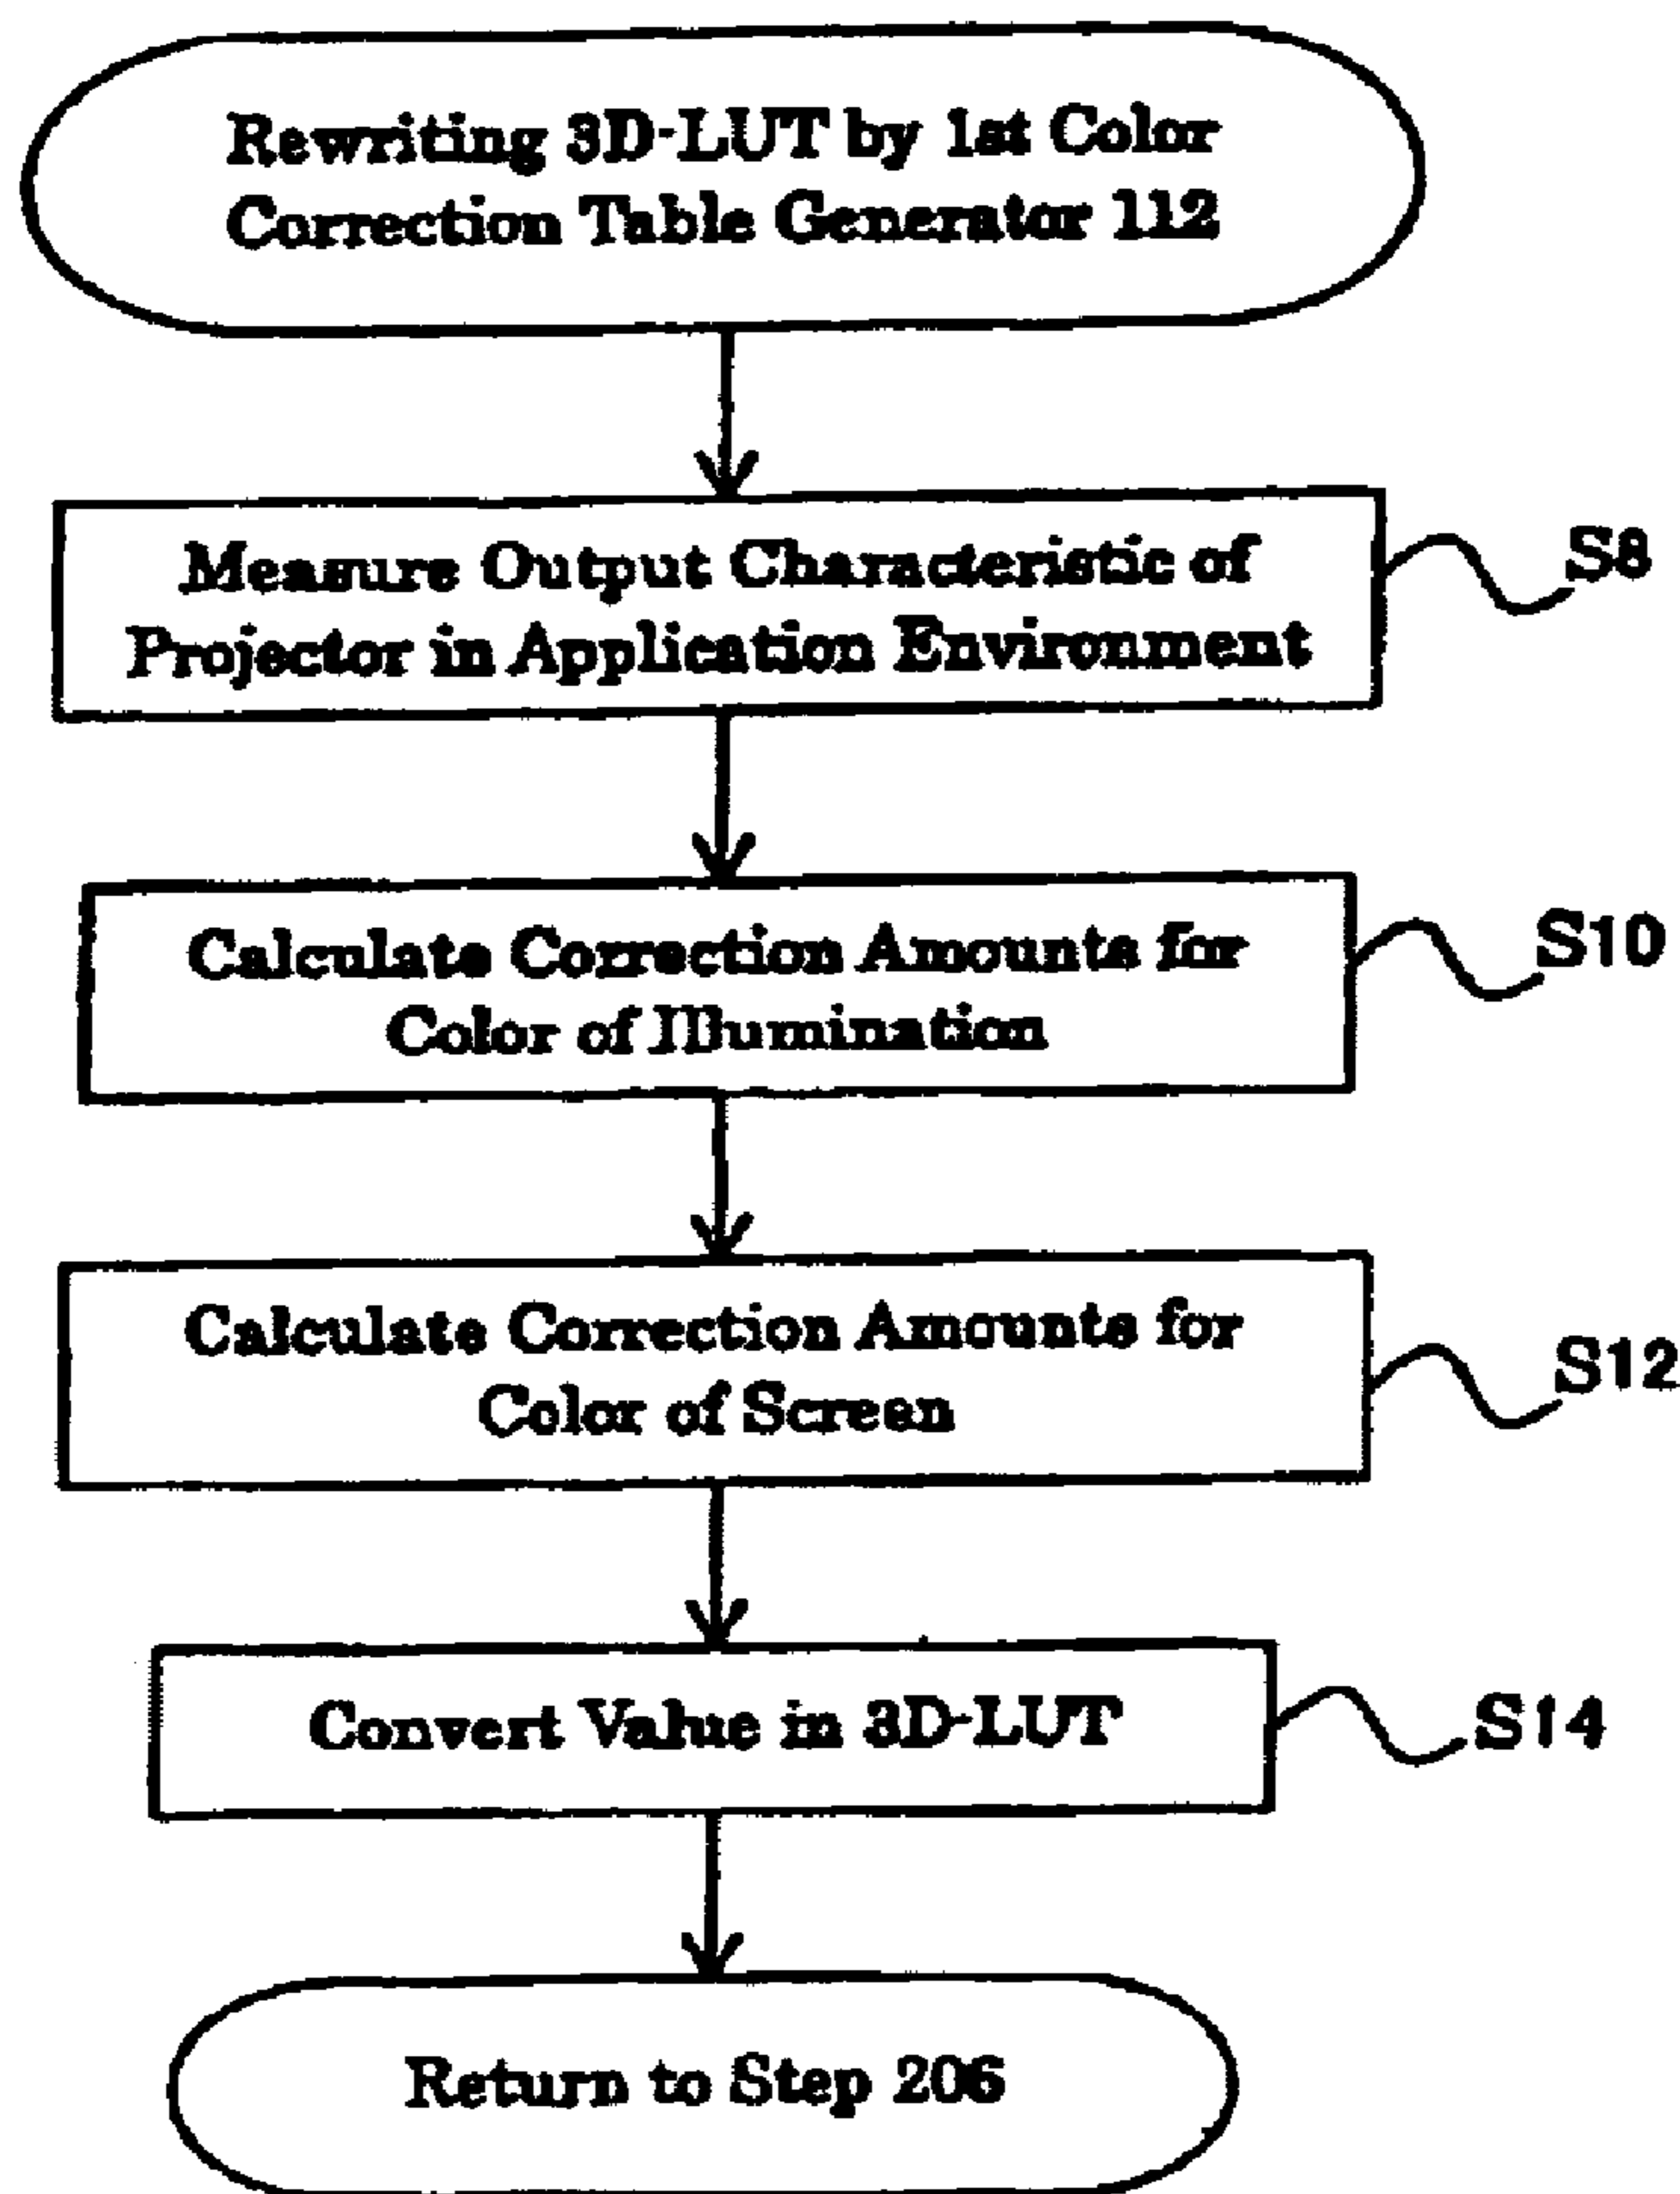 Rewriting 3D-LUT by 1st Color
Correction Table Generator 112
Measure Output Characteristic of
Projector in Application Environment
S8
Calculate Correction Amounts for
Color of Illumination
S10
Calculate Correction Amounts for
Color of Screen
S12
Convert Value in 3D-LUT
S14
Return to Step 206